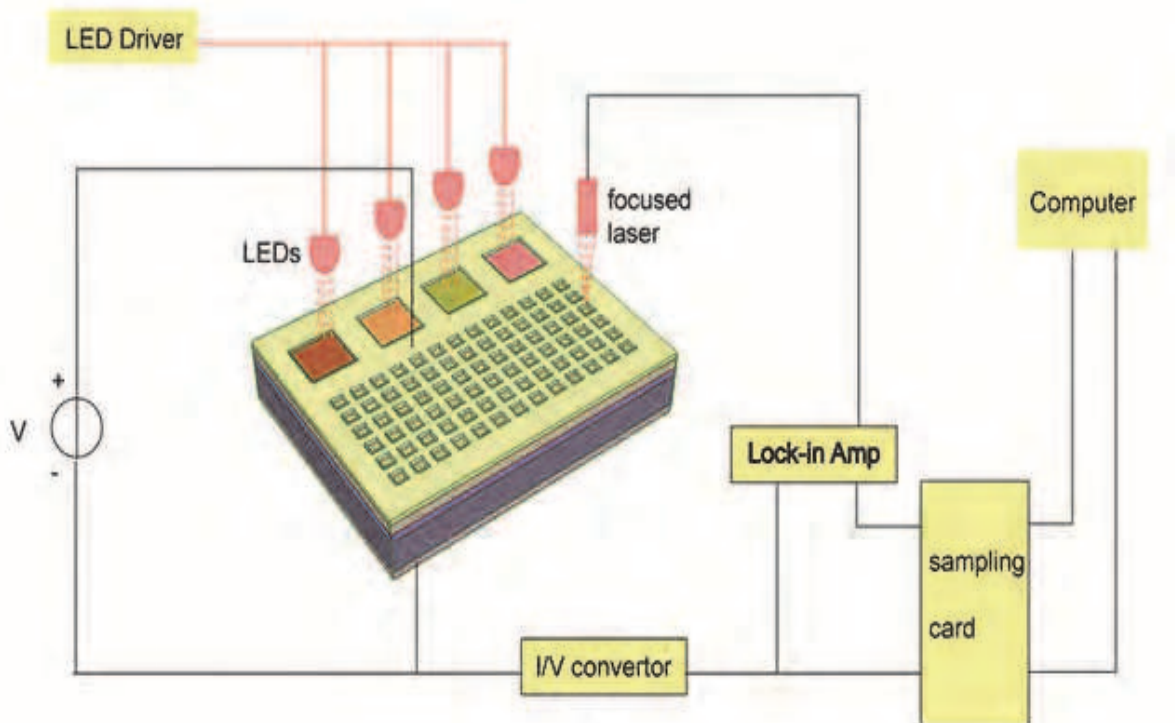 LED Driver
focused
laser
Computer
LEDs
+
V
-
Lock-in Amp
sampling
card
I/V convertor